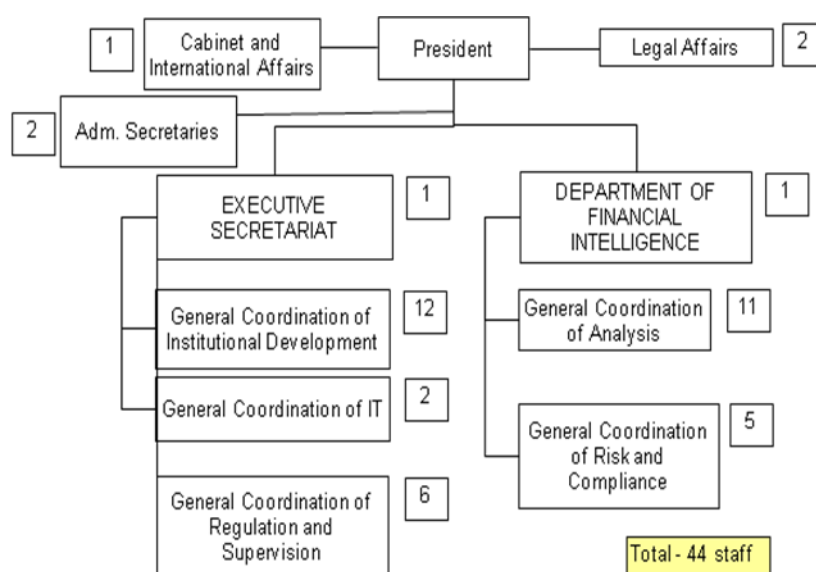 1
Cabinet and
International Affairs
President
Legal Affairs
2
2
Adm. Secretaries
EXECUTIVE
SECRETARIAT
1
DEPARTMENT OF
FINANCIAL
INTELLIGENCE
1
General Coordination of
Institutional Development
12
General Coordination
of Analysis
11
General Coordination of IT
2
General Coordination
of Risk and
Compliance
5
General Coordination of
Regulation and
Supervision
6
Total - 44 staff